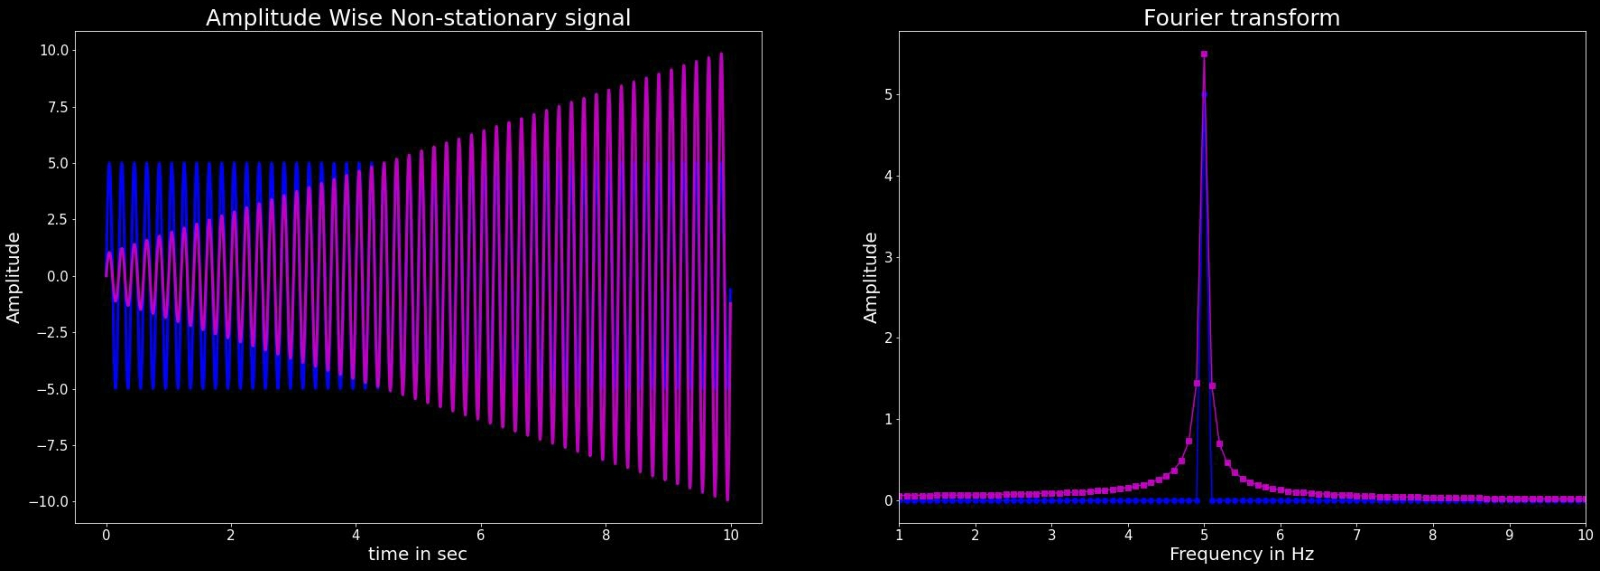 Amplitude Wise Non-stationary signal
Amplitude
10.0
7.5
5.0
2.5
0.0
−2.5
−5.0
−7.5
−10.0
0 2 4 6 8 10
time in sec
Fourier transform
Amplitude
5
4
3
2
1
0
1 2 3 4 5 6 7 8 9 10
Frequency in Hz